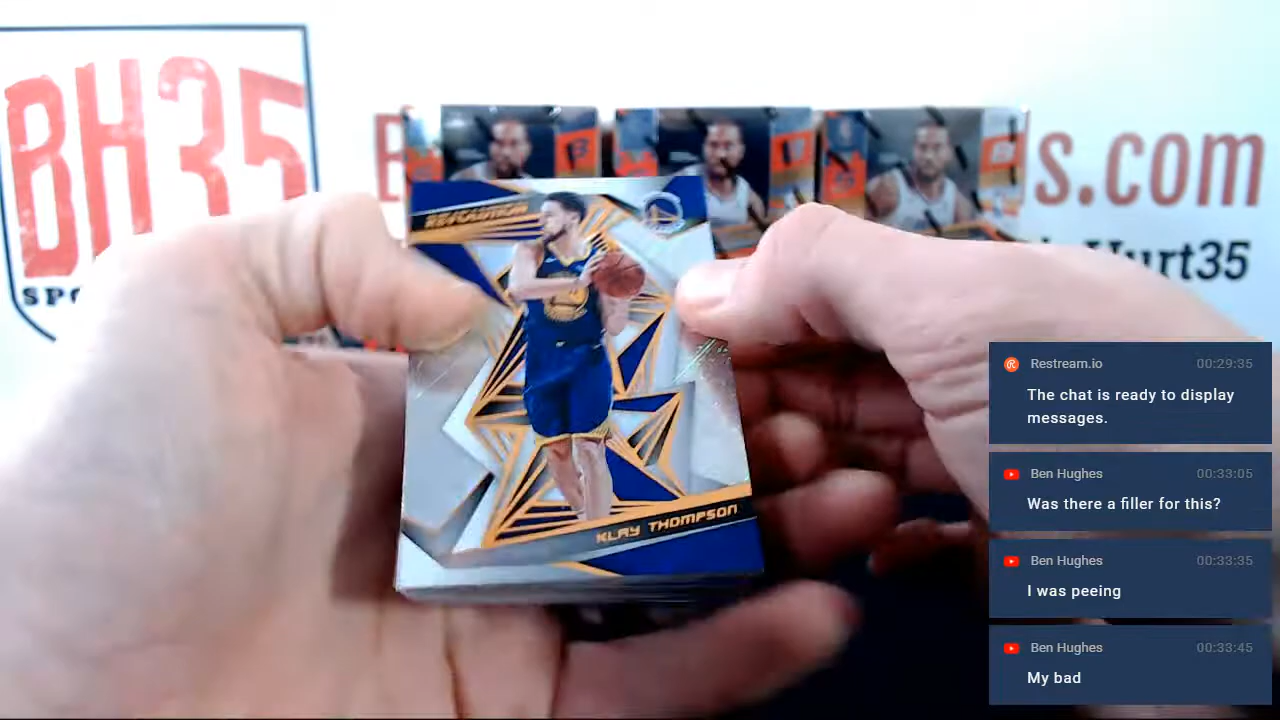 BH35
s.com
SPO
urt35
REVOLUTION
KLAY THOMPSON
Restream.io 00:29:35
The chat is ready to display
messages.
Ben Hughes 00:33:05
Was there a filler for this?
Ben Hughes 00:33:35
I was peeing
Ben Hughes 00:33:45
My bad